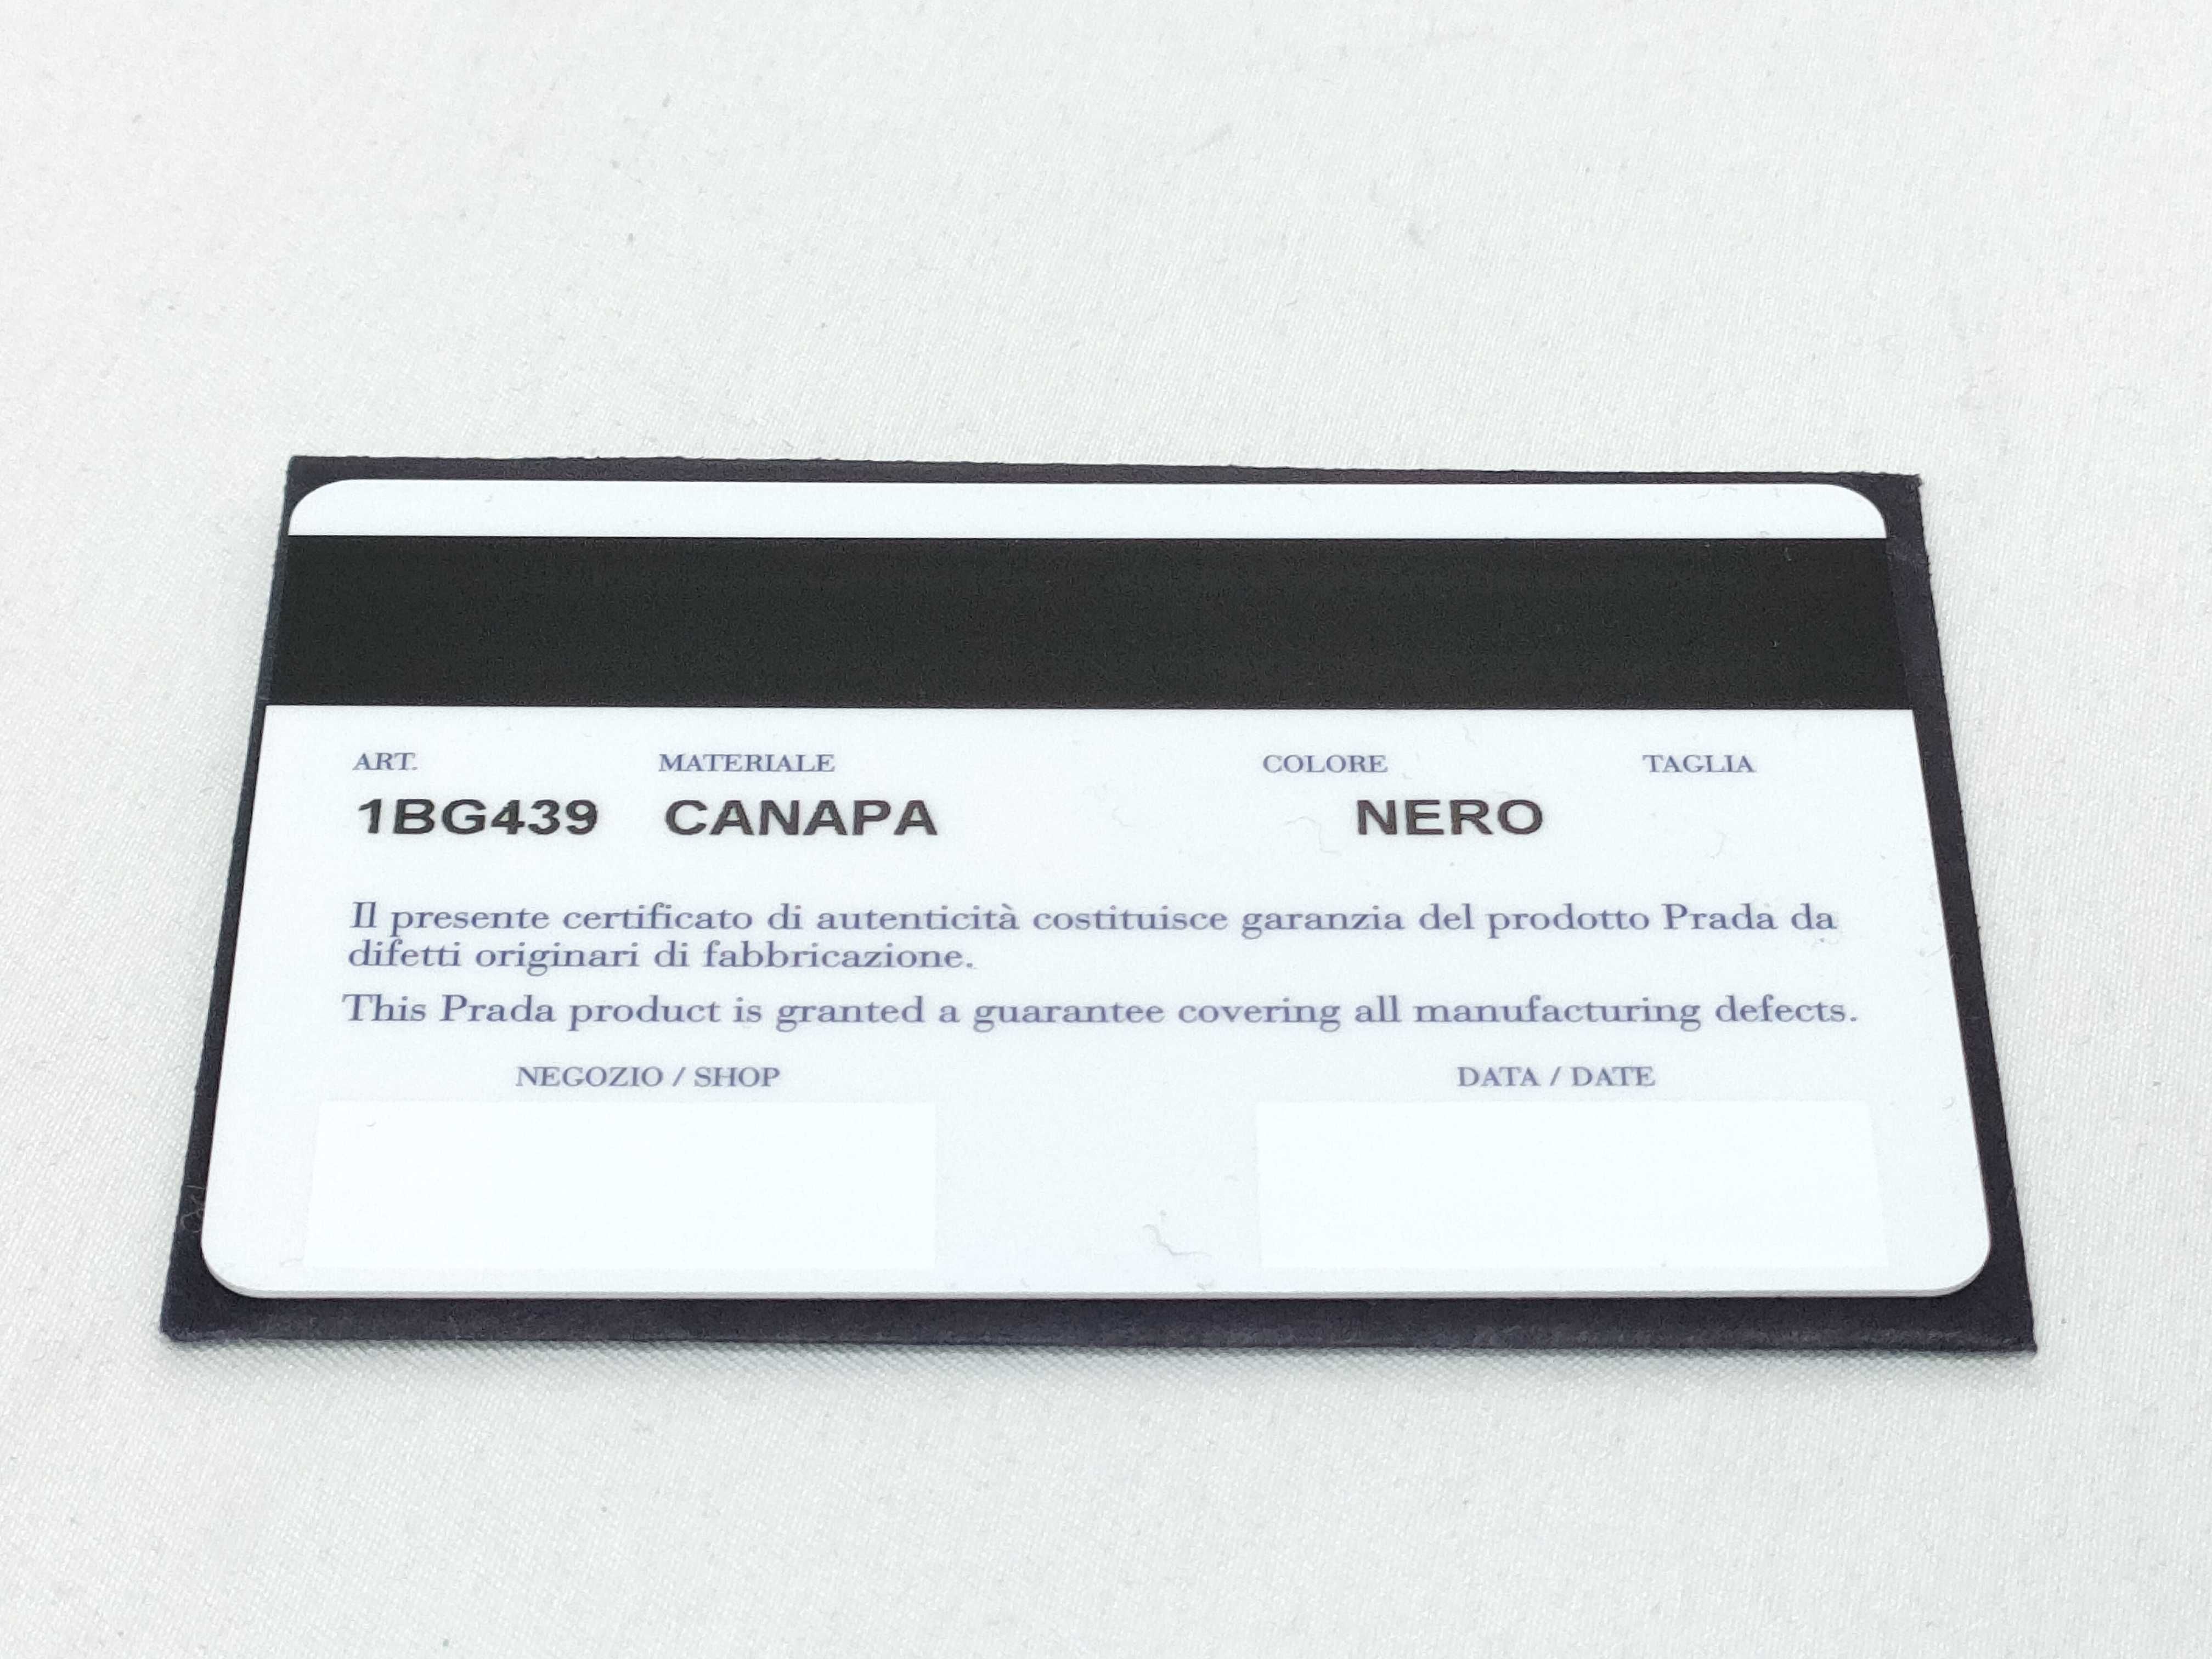 ART. MATERIALE COLORE TAGLIA
1BG439 CANAPA NERO
Il presente certificato di autenticità costituisce garanzia del prodotto Prada da
difetti originari di fabbricazione.
This Prada product is granted a guarantee covering all manufacturing defects.
NEGOZIO / SHOP DATA / DATE